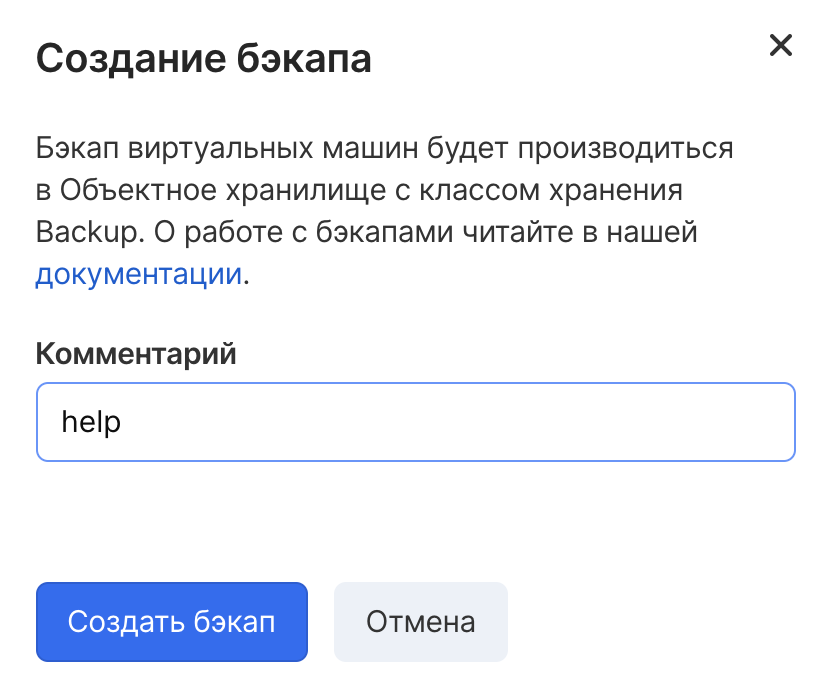 Создание бэкапа
Бэкап виртуальных машин будет производиться
в Объектное хранилище с классом хранения
Backup. О работе с бэкапами читайте в нашей
документации.
Комментарий
help
Создать бэкап
Отмена